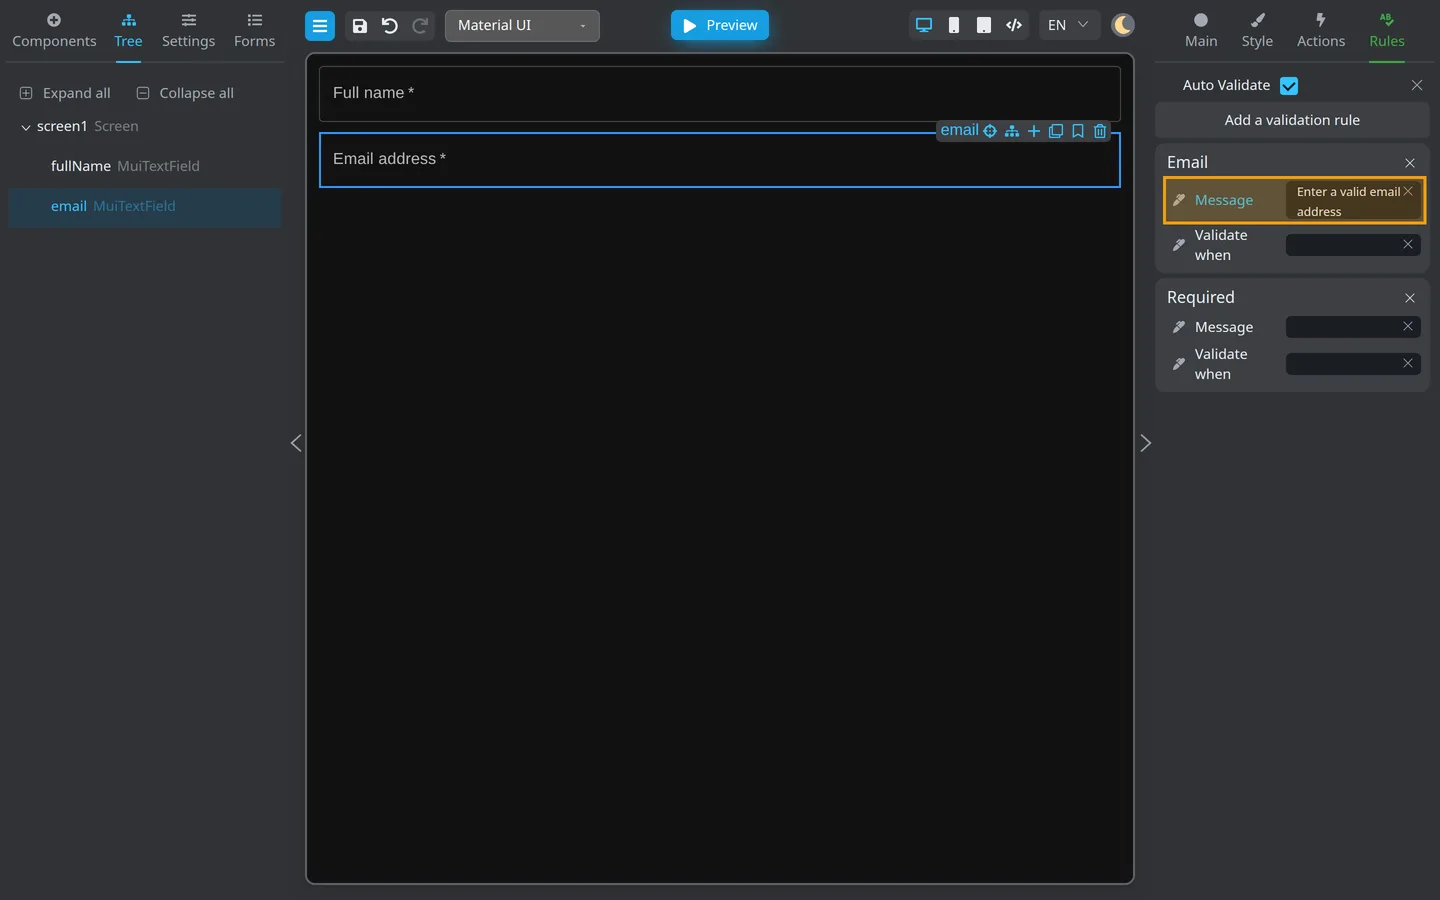 Components
Tree
Settings
Forms
Material UI
Preview
EN
Main
Style
Actions
Rules
Expand all
Collapse all
screen1 Screen
fullName MuiTextField
email MuiTextField
Full name *
email
Email address *
Auto Validate
Add a validation rule
Email
Message
Enter a valid email
address
Validate
when
Required
Message
Validate
when